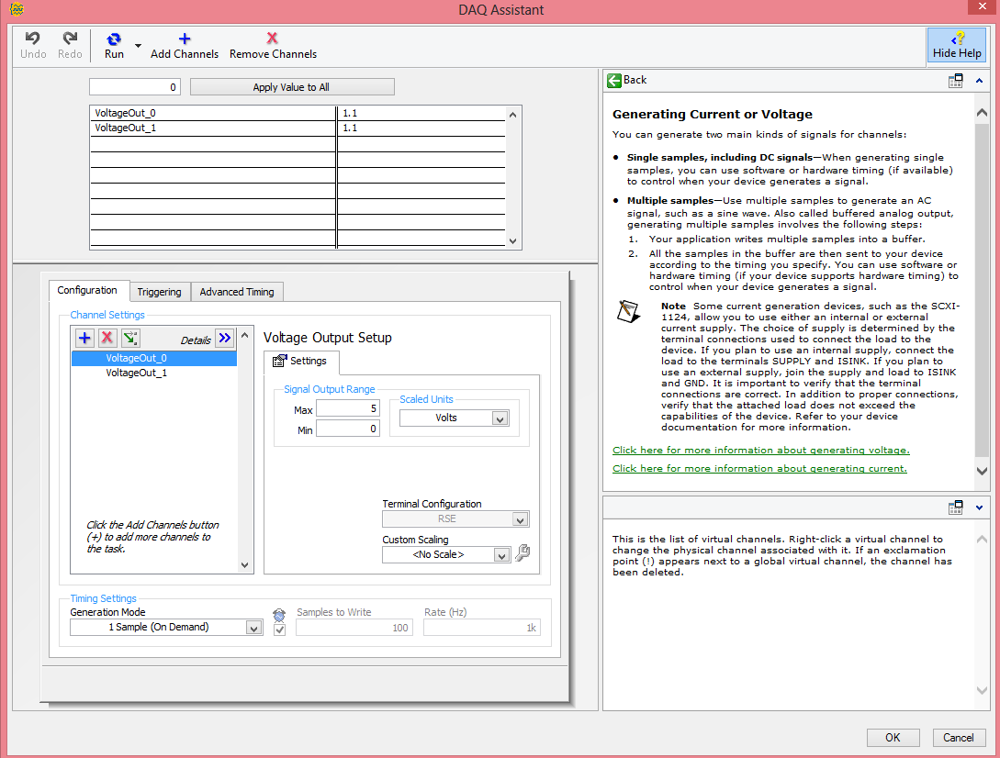 DAQ Assistant
Undo
Redo
Run
Add Channels
Remove Channels
Hide Help
0
Apply Value to All
VoltageOut_0
1.1
VoltageOut_1
1.1
Configuration
Triggering
Advanced Timing
Channel Settings
Details
VoltageOut_0
VoltageOut_1
Click the Add Channels button
(+) to add more channels to
the task.
Voltage Output Setup
Settings
Signal Output Range
Max
5
Min
0
Scaled Units
Volts
Terminal Configuration
RSE
Custom Scaling
<No Scale>
Timing Settings
Generation Mode
1 Sample (On Demand)
Samples to Write
100
Rate (Hz)
1k
Back
Generating Current or Voltage
You can generate two main kinds of signals for channels:
• Single samples, including DC signals—When generating single
samples, you can use software or hardware timing (if available)
to control when your device generates a signal.
• Multiple samples—Use multiple samples to generate an AC
signal, such as a sine wave. Also called buffered analog output,
generating multiple samples involves the following steps:
1. Your application writes multiple samples into a buffer.
2. All the samples in the buffer are then sent to your device
according to the timing you specify. You can use software or
hardware timing (if your device supports hardware timing) to
control when your device generates a signal.
Note Some current generation devices, such as the SCXI-
1124, allow you to use either an internal or external
current supply. The choice of supply is determined by the
terminal connections used to connect the load to the
device. If you plan to use an internal supply, connect the
load to the terminals SUPPLY and ISINK. If you plan to
use an external supply, join the supply and load to ISINK
and GND. It is important to verify that the terminal
connections are correct. In addition to proper connections,
verify that the attached load does not exceed the
capabilities of the device. Refer to your device
documentation for more information.
Click here for more information about generating voltage.
Click here for more information about generating current.
This is the list of virtual channels. Right-click a virtual channel to
change the physical channel associated with it. If an exclamation
point (!) appears next to a global virtual channel, the channel has
been deleted.
OK
Cancel